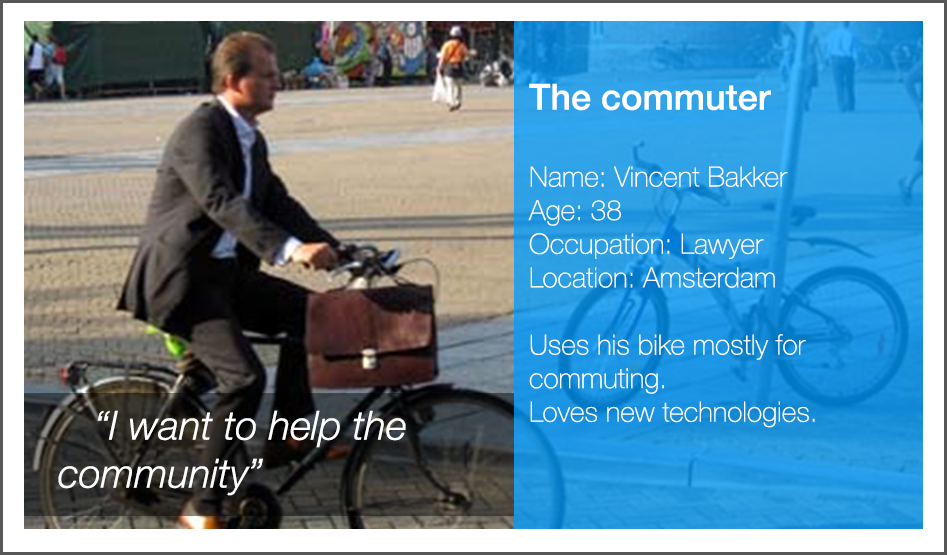 The commuter
Name: Vincent Bakker
Age: 38
Occupation: Lawyer
Location: Amsterdam
Uses his bike mostly for
commuting.
Loves new technologies.
“I want to help the
community”